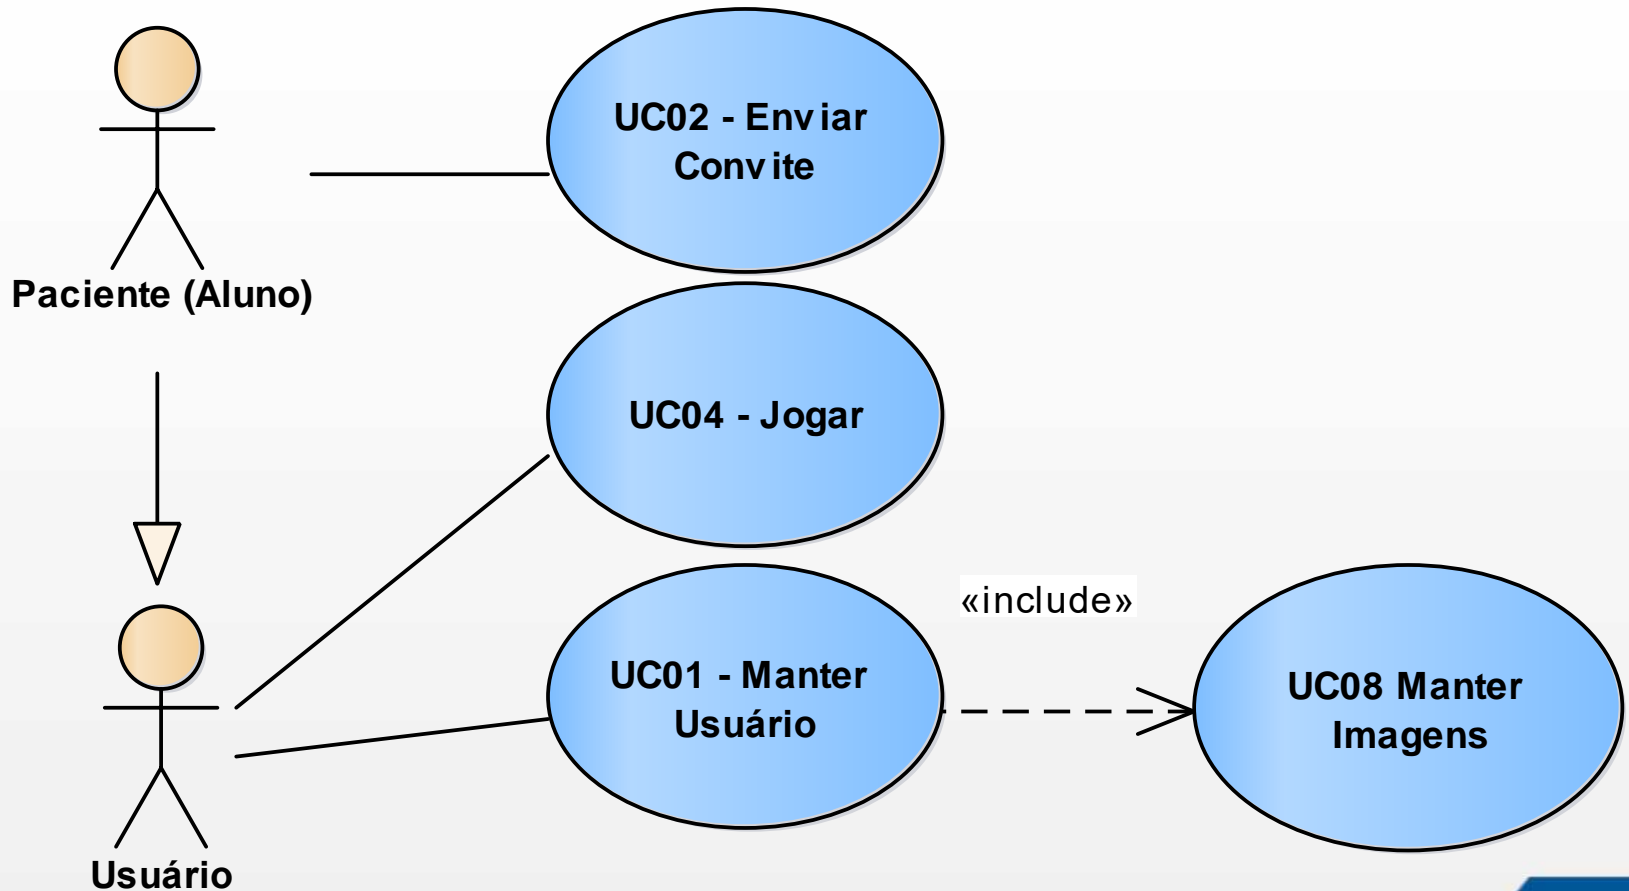 UC02 - Enviar
Convite
Paciente (Aluno)
UC04 - Jogar
«include»
UC01 - Manter
Usuário
UC08 Manter
Imagens
Usuário